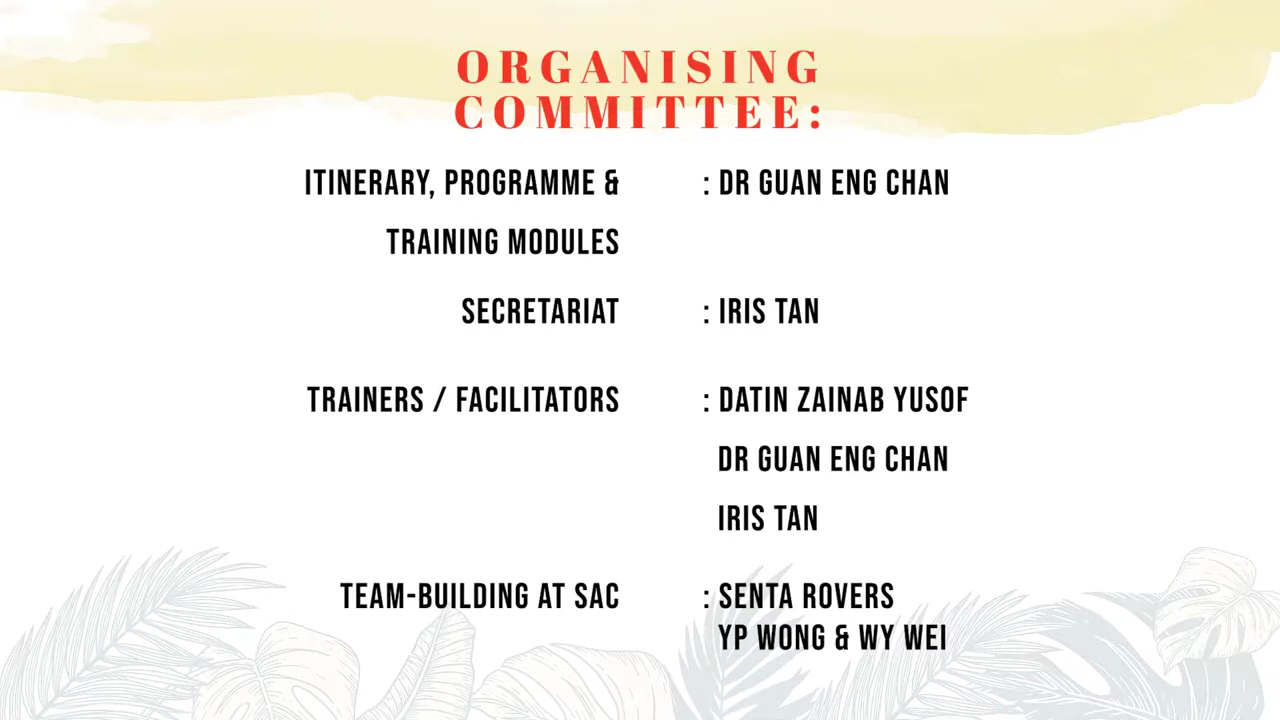 ORGANISING
COMMITTEE:
ITINERARY, PROGRAMME & : DR GUAN ENG CHAN
TRAINING MODULES
SECRETARIAT : IRIS TAN
TRAINERS / FACILITATORS : DATIN ZAINAB YUSOF
DR GUAN ENG CHAN
IRIS TAN
TEAM-BUILDING AT SAC : SENTA ROVERS
YP WONG & WY WEI